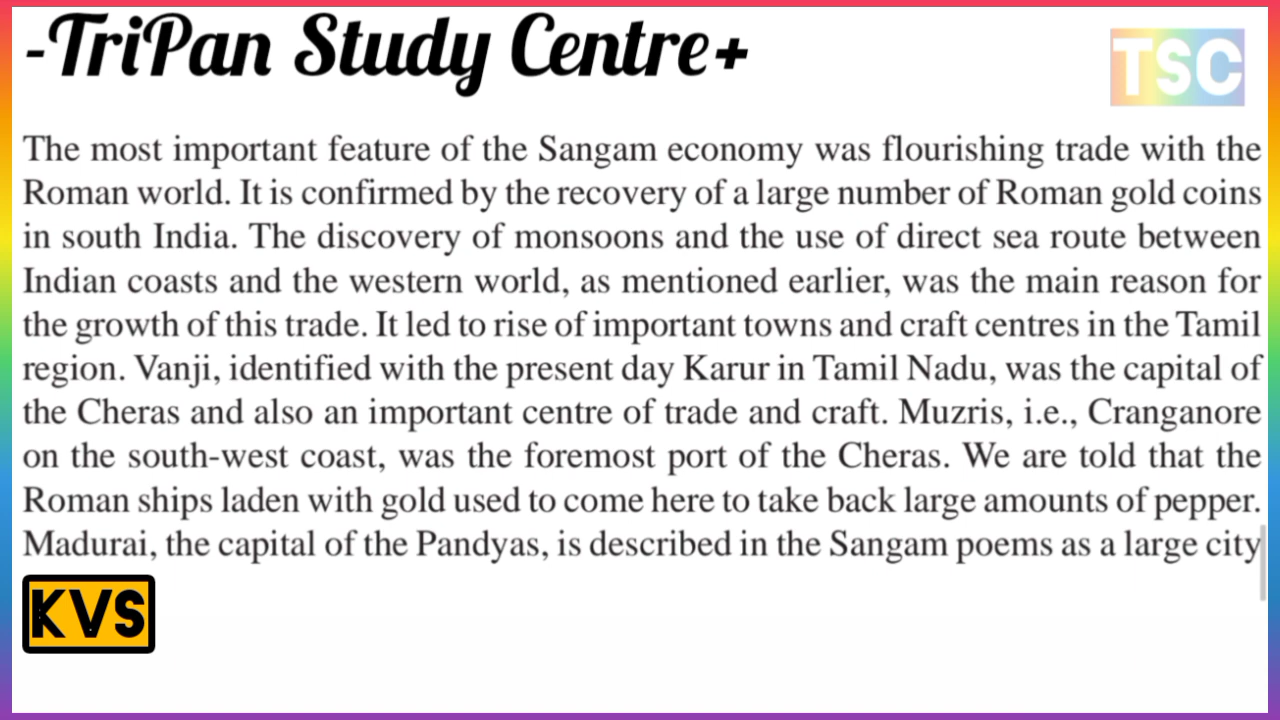 -TriPan Study Centre+
TSC
The most important feature of the Sangam economy was flourishing trade with the
Roman world. It is confirmed by the recovery of a large number of Roman gold coins
in south India. The discovery of monsoons and the use of direct sea route between
Indian coasts and the western world, as mentioned earlier, was the main reason for
the growth of this trade. It led to rise of important towns and craft centres in the Tamil
region. Vanji, identified with the present day Karur in Tamil Nadu, was the capital of
the Cheras and also an important centre of trade and craft. Muzris, i.e., Cranganore
on the south-west coast, was the foremost port of the Cheras. We are told that the
Roman ships laden with gold used to come here to take back large amounts of pepper.
Madurai, the capital of the Pandyas, is described in the Sangam poems as a large city
KVS